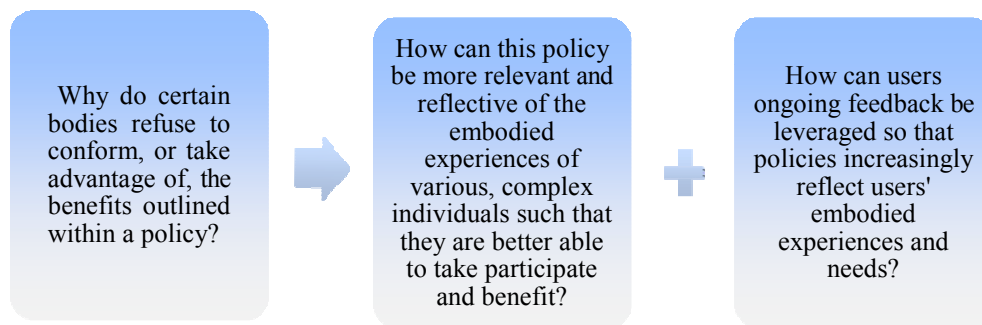 Why do certain
bodies refuse to
conform, or take
advantage of, the
benefits outlined
within a policy?
How can this policy
be more relevant and
reflective of the
embodied
experiences of
various, complex
individuals such that
they are better able
to take participate
and benefit?
How can users
ongoing feedback be
leveraged so that
policies increasingly
reflect users'
embodied
experiences and
needs?